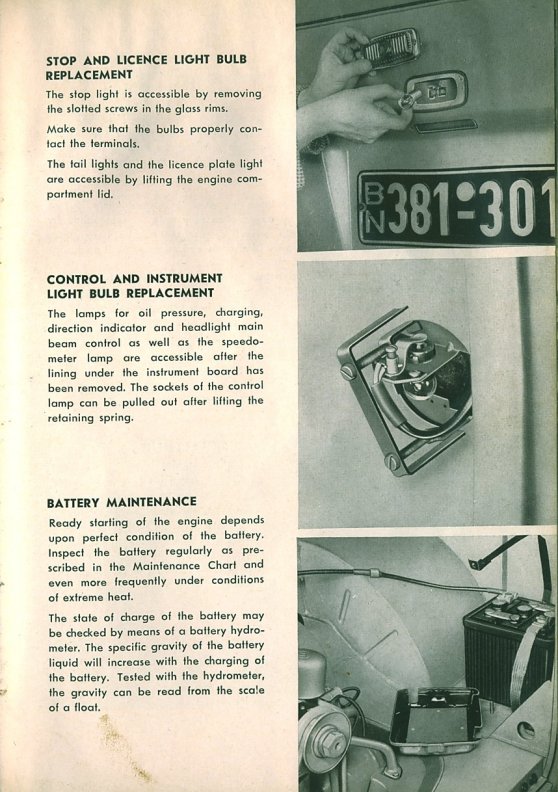 STOP AND LICENCE LIGHT BULB
REPLACEMENT
The stop light is accessible by removing
the slotted screws in the glass rims.
Make sure that the bulbs properly con-
tact the terminals.
The tail lights and the licence plate light
are accessible by lifting the engine com-
partment lid.
BN 381-301
CONTROL AND INSTRUMENT
LIGHT BULB REPLACEMENT
The lamps for oil pressure, charging,
direction indicator and headlight main
beam control as well as the speedo-
meter lamp are accessible after the
lining under the instrument board has
been removed. The sockets of the control
lamp can be pulled out after lifting the
retaining spring.
BATTERY MAINTENANCE
Ready starting of the engine depends
upon perfect condition of the battery.
Inspect the battery regularly as pre-
scribed in the Maintenance Chart and
even more frequently under conditions
of extreme heat.
The state of charge of the battery may
be checked by means of a battery hydro-
meter. The specific gravity of the battery
liquid will increase with the charging of
the battery. Tested with the hydrometer,
the gravity can be read from the scale
of a float.